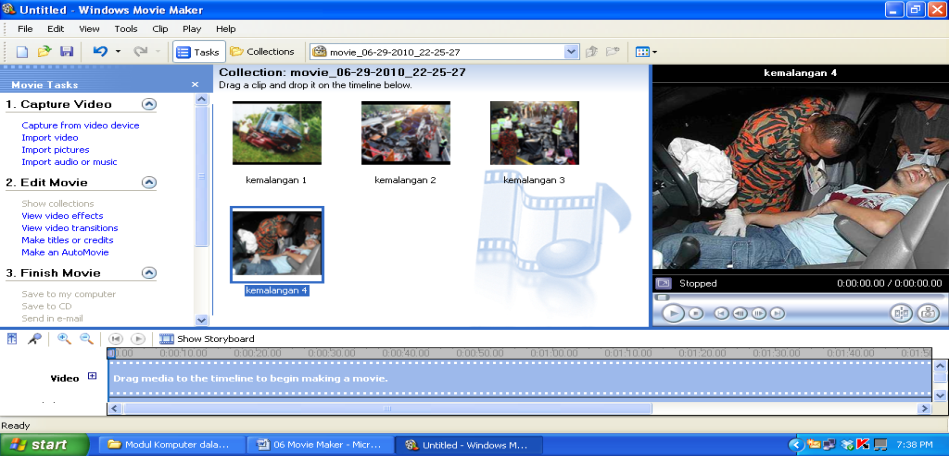 Untitled - Windows Movie Maker
File Edit View Tools Clip Play Help
Tasks Collections movie_06-29-2010_22-25-27
Movie Tasks
1. Capture Video
Capture from video device
Import video
Import pictures
Import audio or music
2. Edit Movie
Show collections
View video effects
View video transitions
Make titles or credits
Make an AutoMovie
3. Finish Movie
Save to my computer
Save to CD
Send in e-mail
Collection: movie_06-29-2010_22-25-27
Drag a clip and drop it on the timeline below.
kemalangan 1 kemalangan 2 kemalangan 3
kemalangan 4
kemalangan 4
Stopped 0:00:00.00 / 0:00:00.00
Show Storyboard
0:00:10.00 0:00:20.00 0:00:30.00 0:00:40.00 0:00:50.00 0:01:00.00 0:01:10.00 0:01:20.00 0:01:30.00 0:01:40.00
Video
Drag media to the timeline to begin making a movie.
Ready
start Modul Komputer dala... 06 Movie Maker - Micr... Untitled - Windows M... 7:38 PM